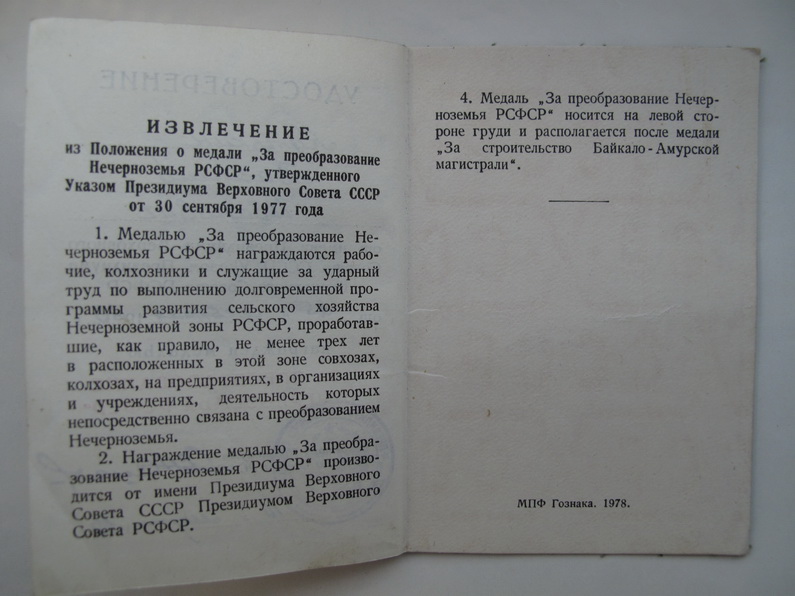 ИЗВЛЕЧЕНИЕ
из Положения о медали „За преобразование
Нечерноземья РСФСР“, утвержденного
Указом Президиума Верховного Совета СССР
от 30 сентября 1977 года
1. Медалью „За преобразование Не-
черноземья РСФСР“ награждаются рабо-
чие, колхозники и служащие за ударный
труд по выполнению долговременной про-
граммы развития сельского хозяйства
Нечерноземной зоны РСФСР, проработав-
шие, как правило, не менее трех лет
в расположенных в этой зоне совхозах,
колхозах, на предприятиях, в организациях
и учреждениях, деятельность которых
непосредственно связана с преобразованием
Нечерноземья.
2. Награждение медалью „За преобра-
зование Нечерноземья РСФСР“ произво-
дится от имени Президиума Верховного
Совета СССР Президиумом Верховного
Совета РСФСР.
4. Медаль „За преобразование Нечер-
ноземья РСФСР“ носится на левой сто-
роне груди и располагается после медали
„За строительство Байкало-Амурской
магистрали“.
МПФ Гознака. 1978.
УДОСТОВЕРЕНИЕ